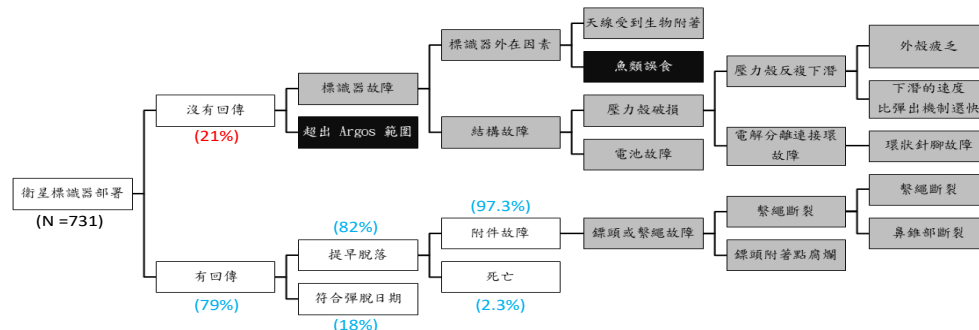 衛星標識器部署
(N =731)
沒有回傳
(21%)
有回傳
(79%)
標識器故障
超出 Argos 範圍
(82%)
提早脫落
符合彈脫日期
(18%)
標識器外在因素
結構故障
(97.3%)
附件故障
死亡
(2.3%)
天線受到生物附著
魚類誤食
壓力殼破損
電池故障
鏢頭或繫繩故障
壓力殼反複下潛
電解分離連接環
故障
繫繩斷裂
鏢頭附著點腐爛
外殼疲乏
下潛的速度
比彈出機制還快
環狀針腳故障
繫繩斷裂
鼻錐部斷裂